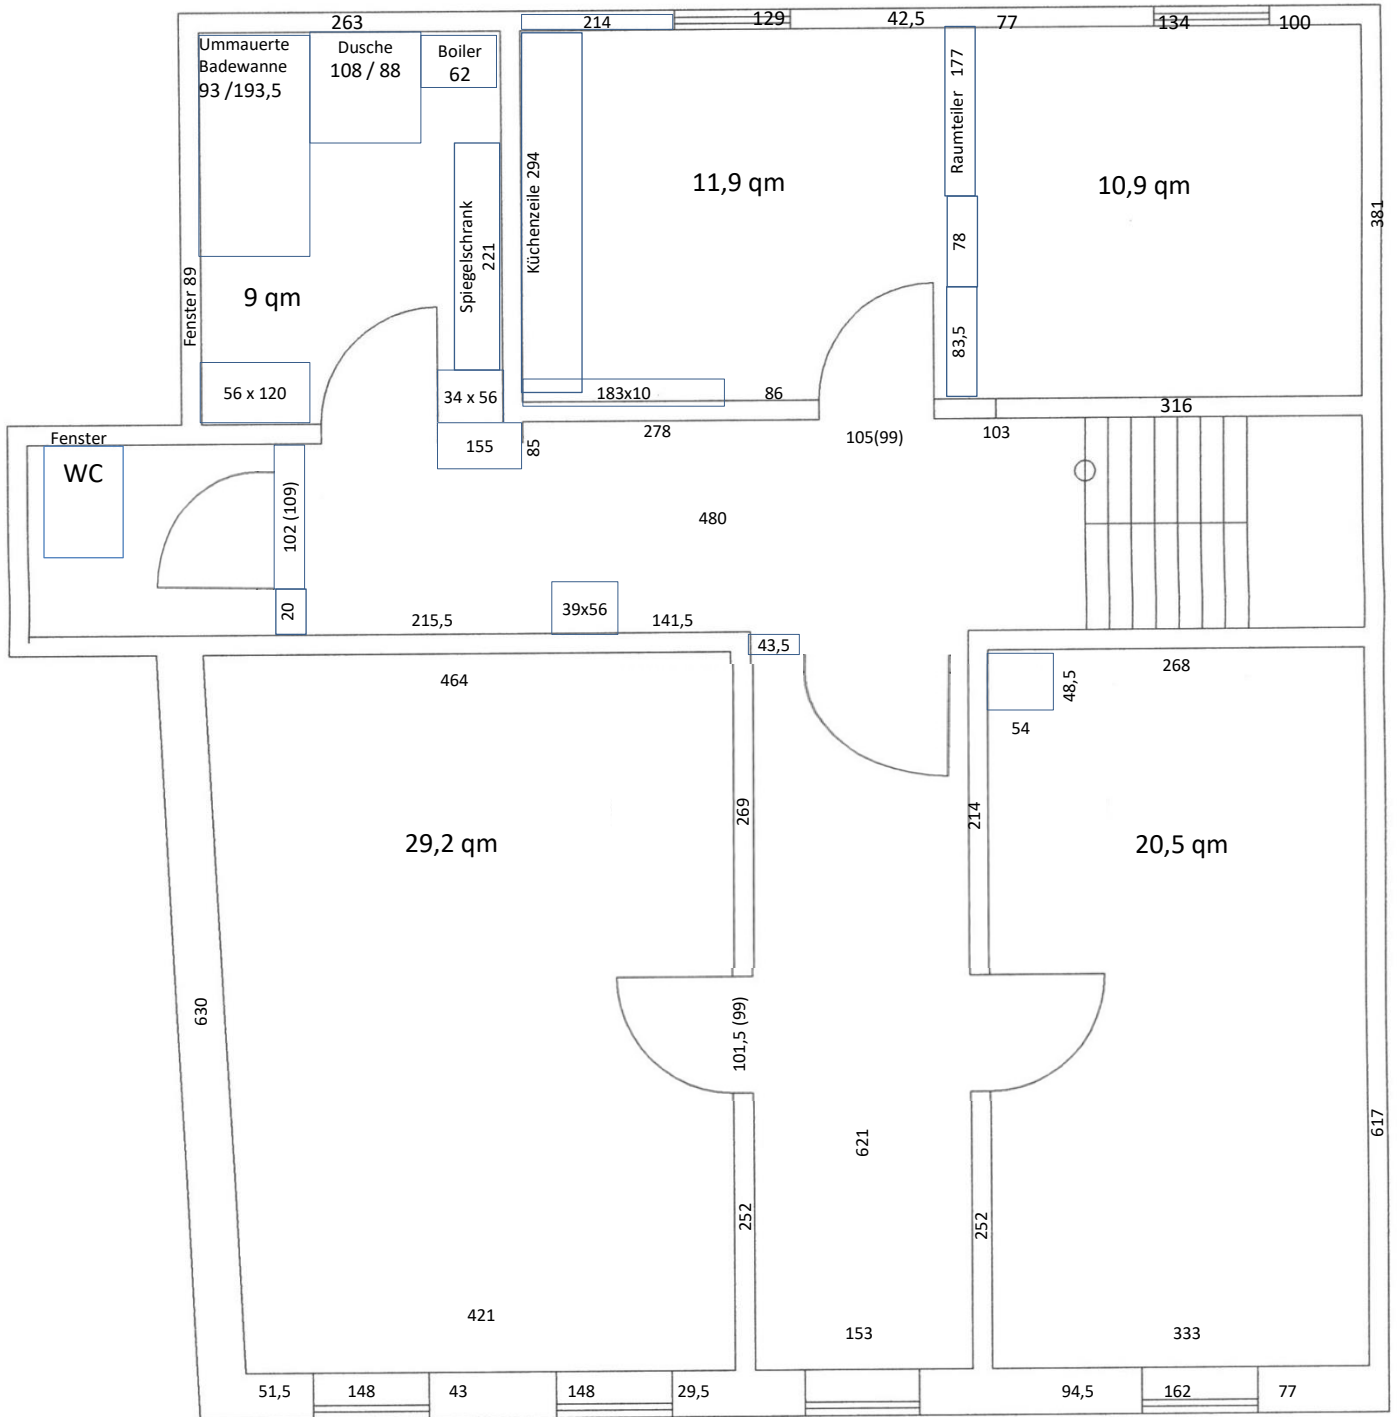 263
214
129
42,5
77
134
100
Ummauerte
Badewanne
93 /193,5
Dusche
108 / 88
Boiler
62
Raumteiler 177
Küchenzeile 294
11,9 qm
10,9 qm
381
Spiegelschrank
221
78
Fenster 89
9 qm
83,5
56 x 120
34 x 56
183x10
86
316
Fenster
155
85
278
105(99)
103
WC
102 (109)
480
20
215,5
39x56
141,5
43,5
464
268
48,5
54
269
214
29,2 qm
20,5 qm
630
101,5 (99)
621
617
252
252
421
153
333
51,5
148
43
148
29,5
94,5
162
77